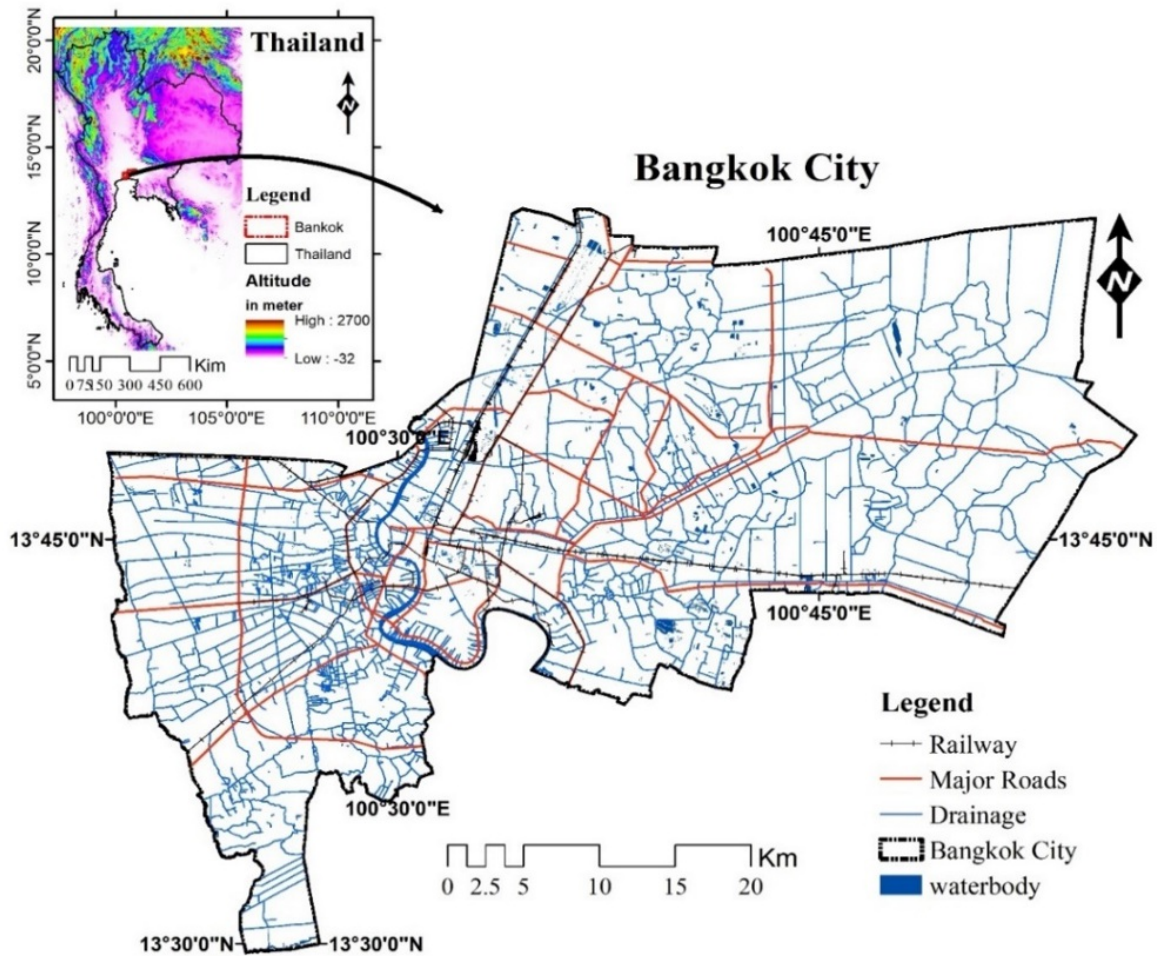 Thailand
20°0'0"N
15°0'0"N
10°0'0"N
5°0'0"N
N
Legend
Bankok
Thailand
Altitude
in meter
High : 2700
Low : -32
Kim
0 75 150 300 450 600
100°0'0"E 105°0'0"E 110°0'0"E
Bangkok City
100°45'0"E
N
100°30'0"E
13°45'0"N
13°45'0"N
100°45'0"E
100°30'0"E
13°30'0"N
13°30'0"N
Legend
Railway
Major Roads
Drainage
Bangkok City
waterbody
Km
0 2.5 5 10 15 20